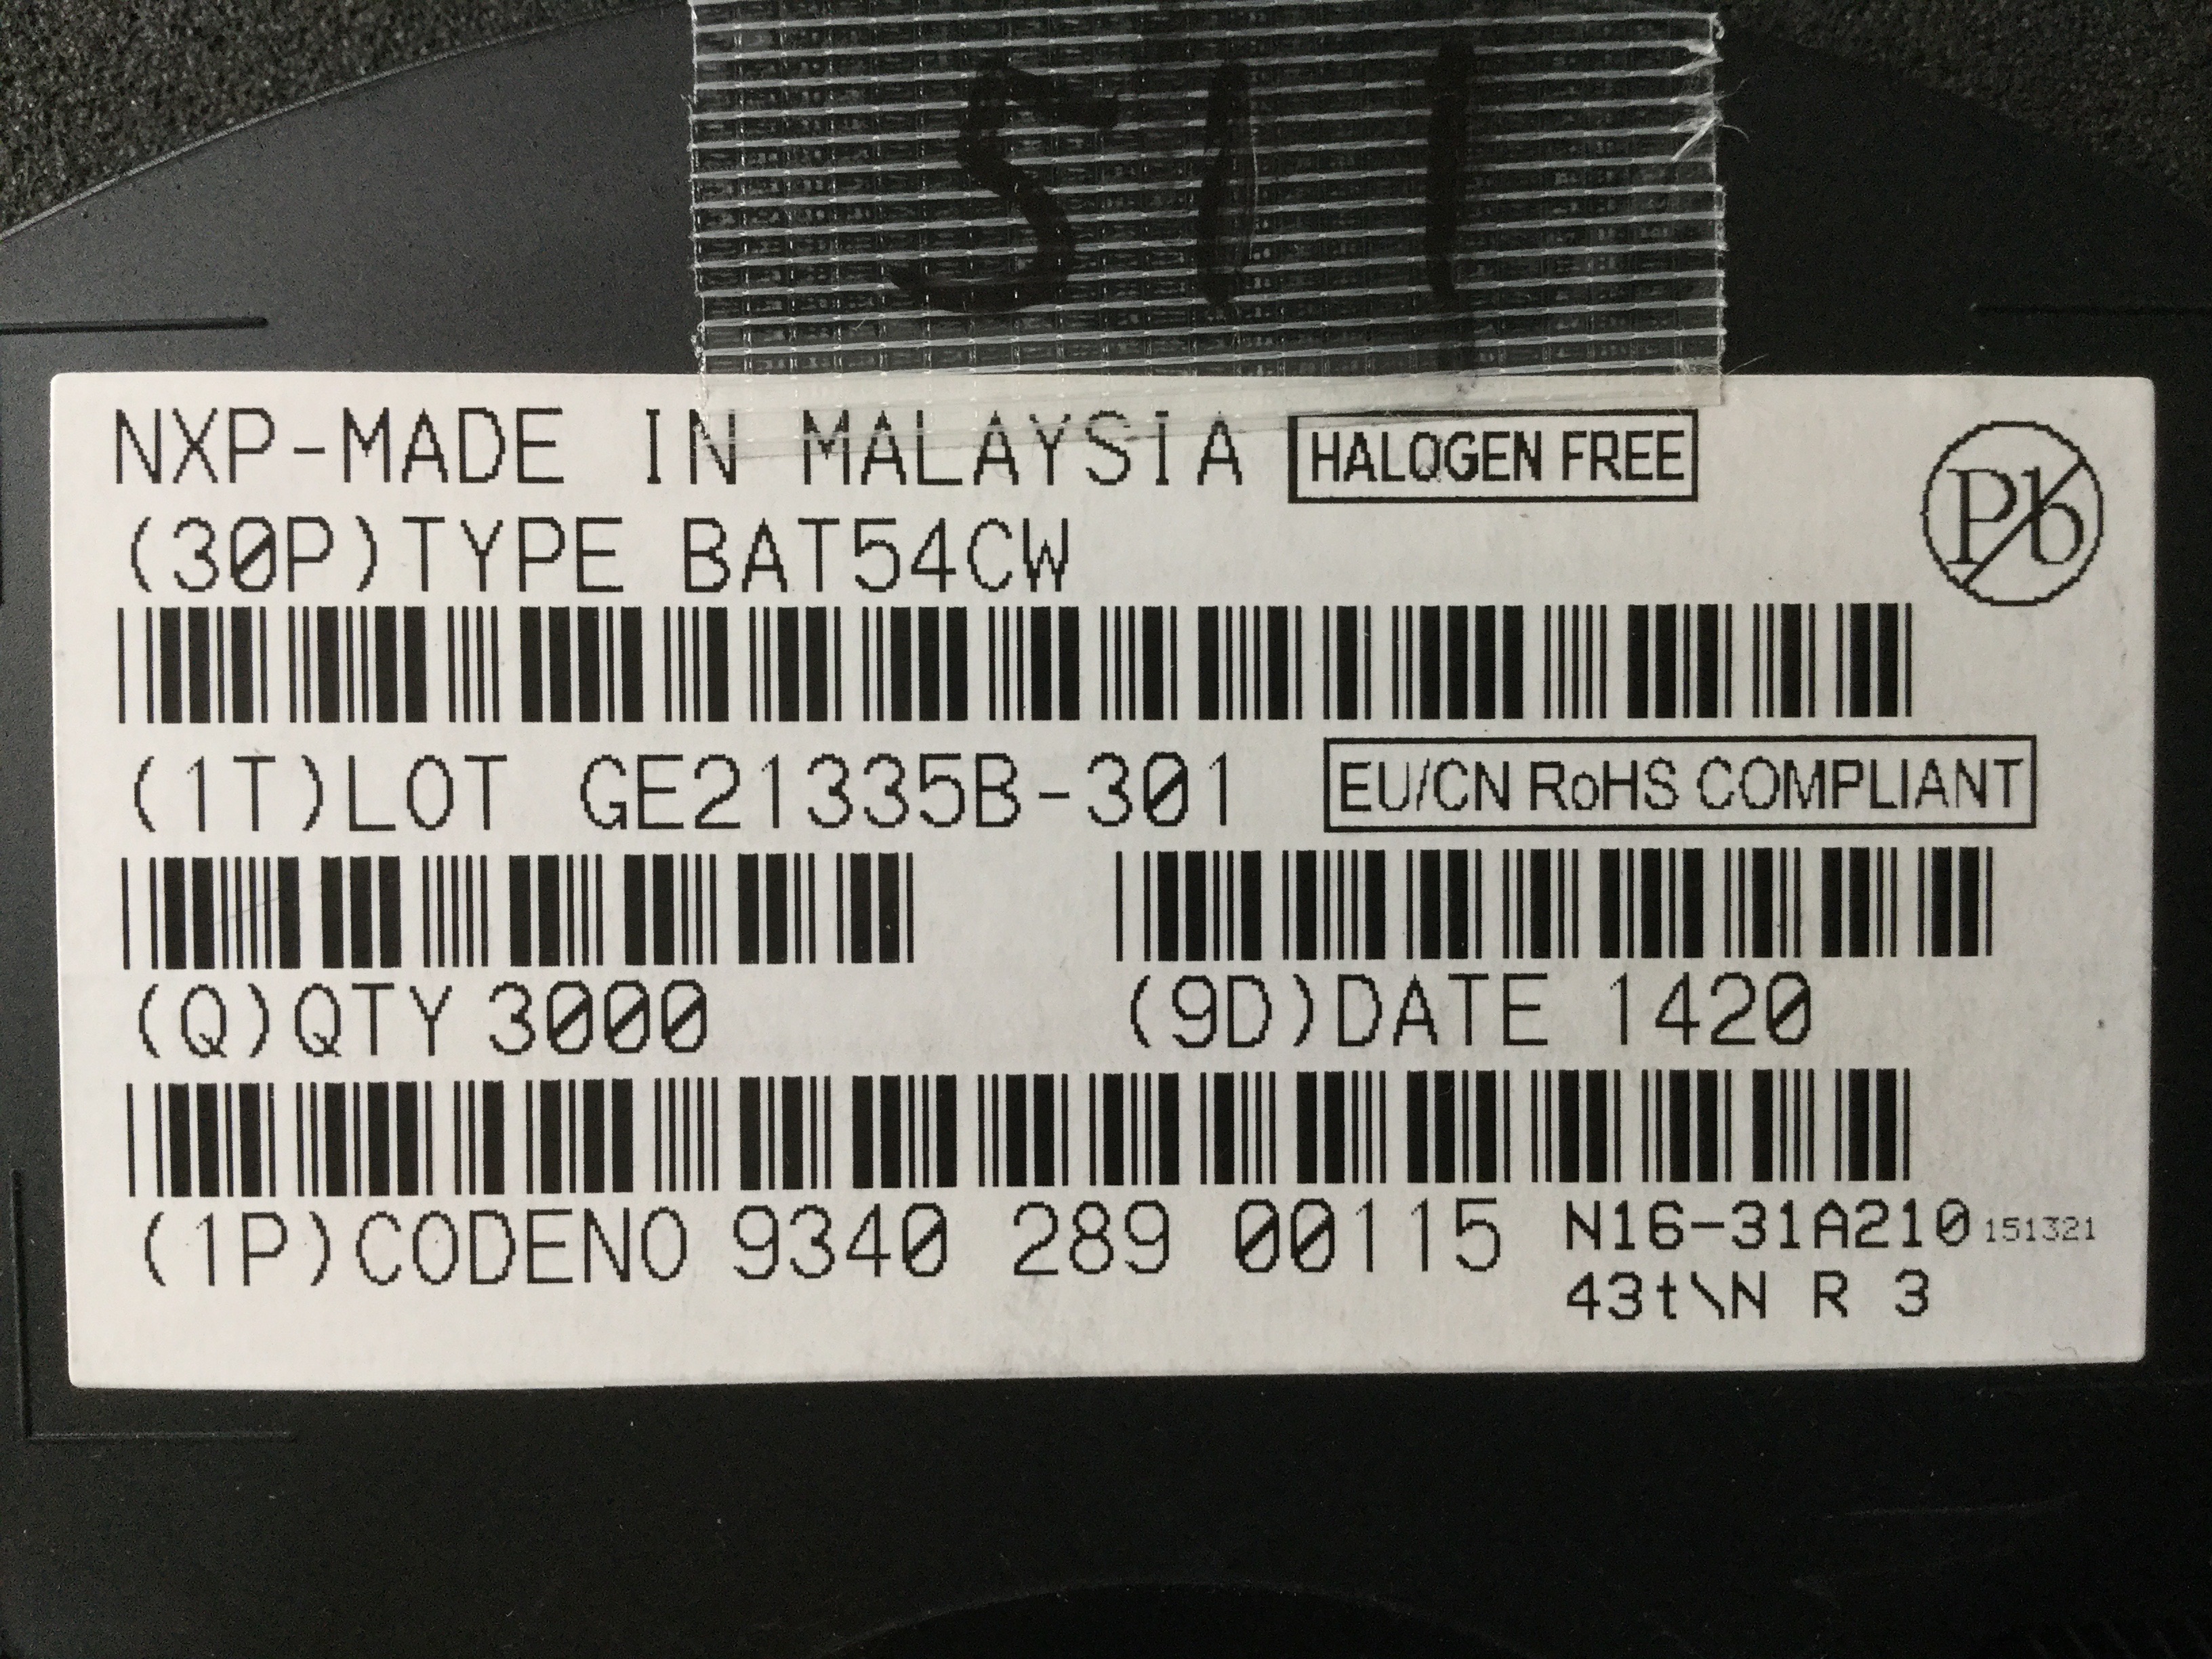 511
NXP-MADE IN MALAYSIA HALOGEN FREE
Pb
(30P)TYPE BAT54CW
(1T)LOT GE21335B-301 EU/CN RoHS COMPLIANT
(Q)QTY 3000 (9D)DATE 1420
(1P)CODENO 9340 289 00115 N16-31A210 151321
43t\N R 3